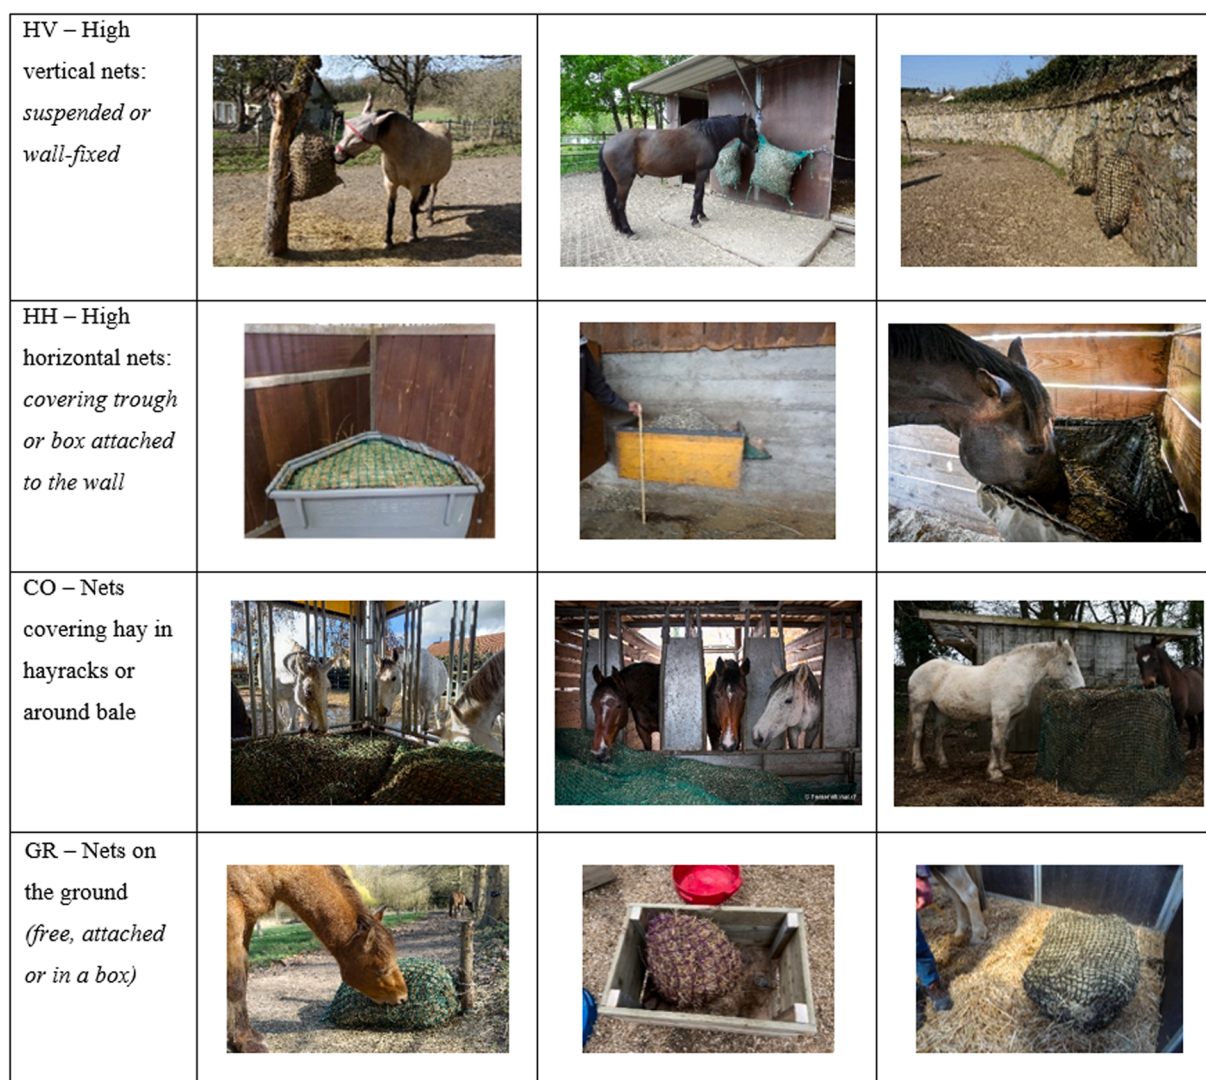 HV – High
vertical nets:
suspended or
wall-fixed
HH – High
horizontal nets:
covering trough
or box attached
to the wall
CO – Nets
covering hay in
hayracks or
around bale
GR – Nets on
the ground
(free, attached
or in a box)